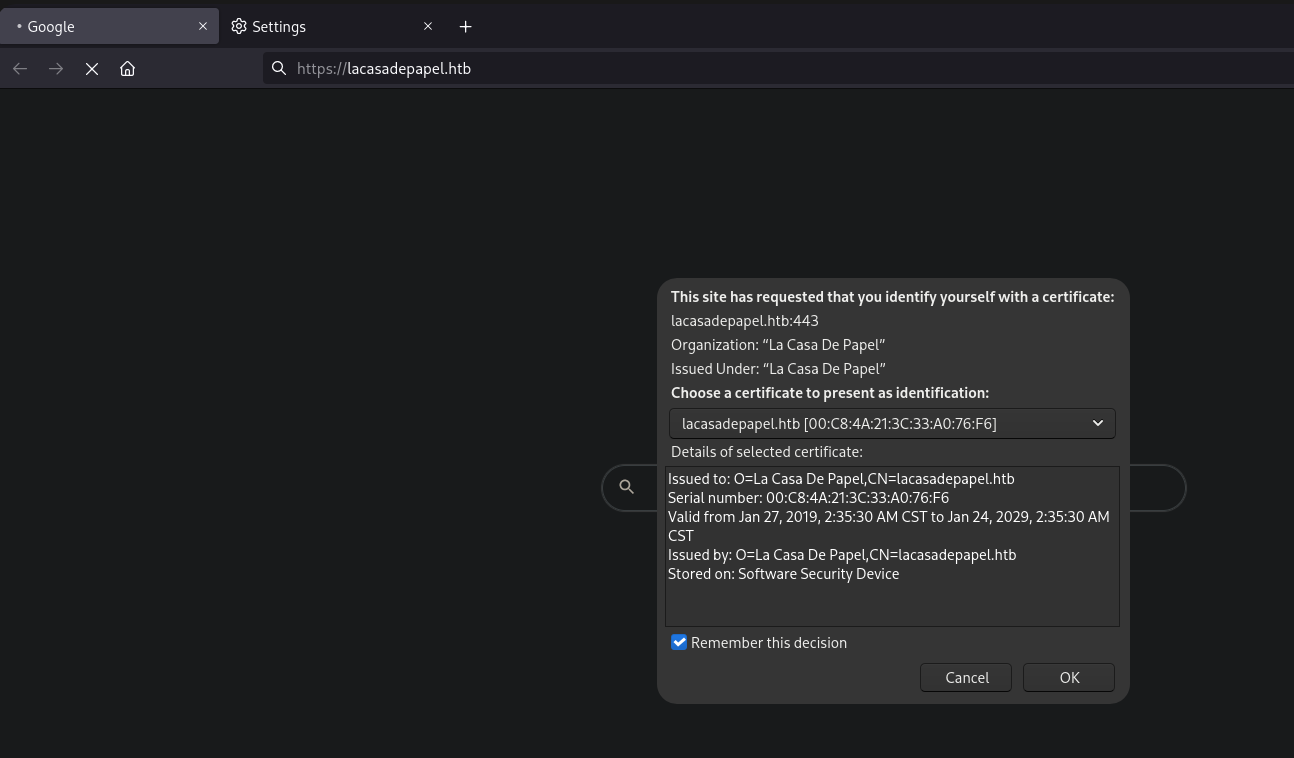 Google
Settings
https://lacasadepapel.htb
This site has requested that you identify yourself with a certificate:
lacasadepapel.htb:443
Organization: “La Casa De Papel”
Issued Under: “La Casa De Papel”
Choose a certificate to present as identification:
lacasadepapel.htb [00:C8:4A:21:3C:33:A0:76:F6]
Details of selected certificate:
Issued to: O=La Casa De Papel,CN=lacasadepapel.htb
Serial number: 00:C8:4A:21:3C:33:A0:76:F6
Valid from Jan 27, 2019, 2:35:30 AM CST to Jan 24, 2029, 2:35:30 AM
CST
Issued by: O=La Casa De Papel,CN=lacasadepapel.htb
Stored on: Software Security Device
Remember this decision
Cancel
OK